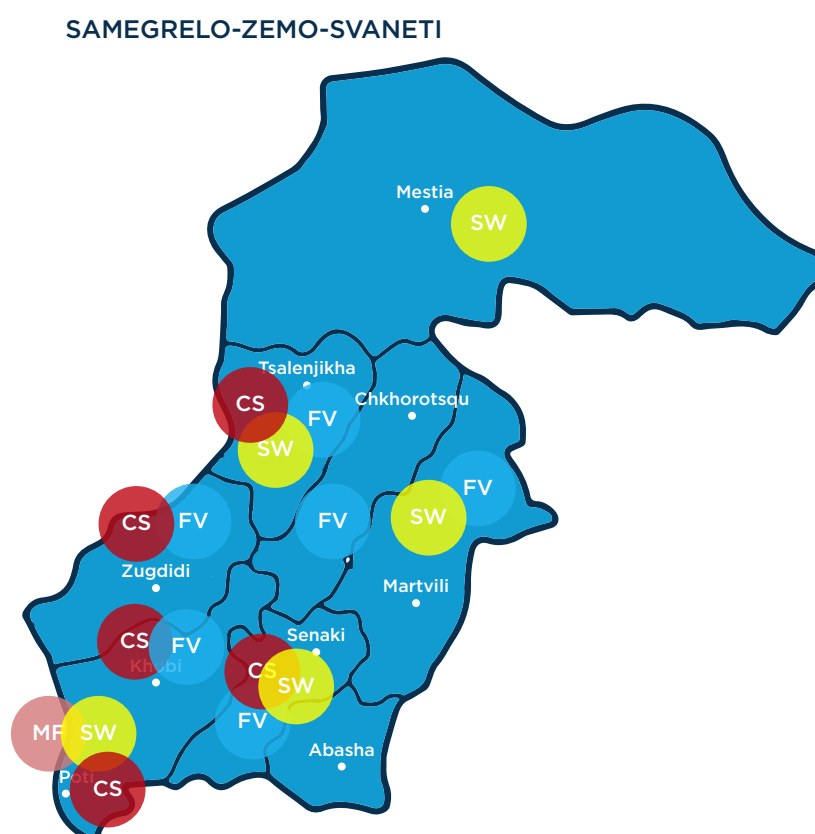 SAMEGRELO-ZEMO-SVANETI
Mestia
SW
Tsalenjikha
CS
FV
Chkhorotsqu
SW
FV
CS
FV
FV
SW
Zugdidi
Martvili
CS
FV
Senaki
Khobi
CS
SW
FV
MF
SW
Abasha
Poti
CS